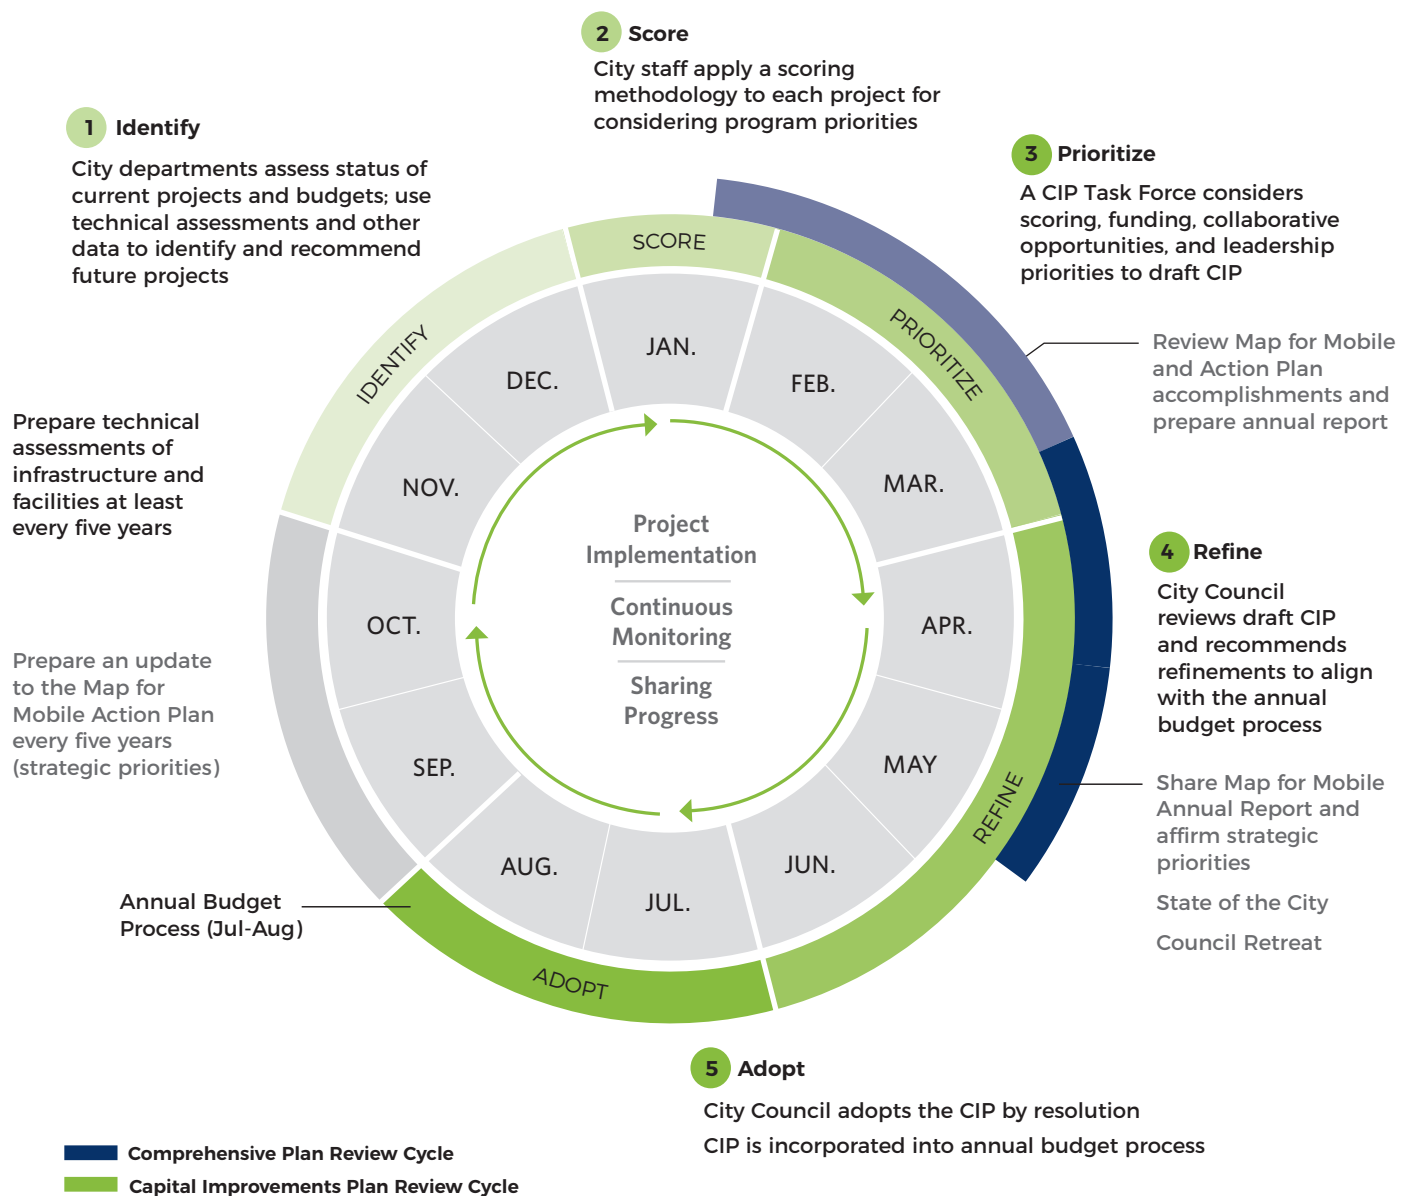 2 Score
City staff apply a scoring
methodology to each project for
considering program priorities
1 Identify
City departments assess status of
current projects and budgets; use
technical assessments and other
data to identify and recommend
future projects
3 Prioritize
A CIP Task Force considers
scoring, funding, collaborative
opportunities, and leadership
priorities to draft CIP
Review Map for Mobile
and Action Plan
accomplishments and
prepare annual report
Prepare technical
assessments of
infrastructure and
facilities at least
every five years
4 Refine
City Council
reviews draft CIP
and recommends
refinements to align
with the annual
budget process
Prepare an update
to the Map for
Mobile Action Plan
every five years
(strategic priorities)
Share Map for Mobile
Annual Report and
affirm strategic
priorities
State of the City
Council Retreat
Annual Budget
Process (Jul-Aug)
SCORE
PRIORITIZE
REFINE
ADOPT
IDENTIFY
JAN.
FEB.
MAR.
APR.
MAY
JUN.
JUL.
AUG.
SEP.
OCT.
NOV.
DEC.
Project
Implementation
Continuous
Monitoring
Sharing
Progress
5 Adopt
City Council adopts the CIP by resolution
CIP is incorporated into annual budget process
Comprehensive Plan Review Cycle
Capital Improvements Plan Review Cycle